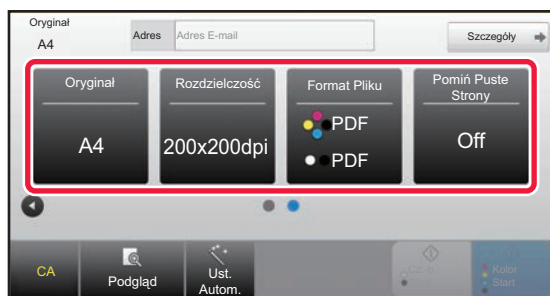 Oryginał
A4
Adres
Adres E-mail
Szczegóły
Oryginał
Rozdzielczość
Format Pliku
Pomiń Puste
Strony
A4
200x200dpi
PDF
PDF
Off
CA
Podgląd
Ust.
Autom.
Kolor
Start